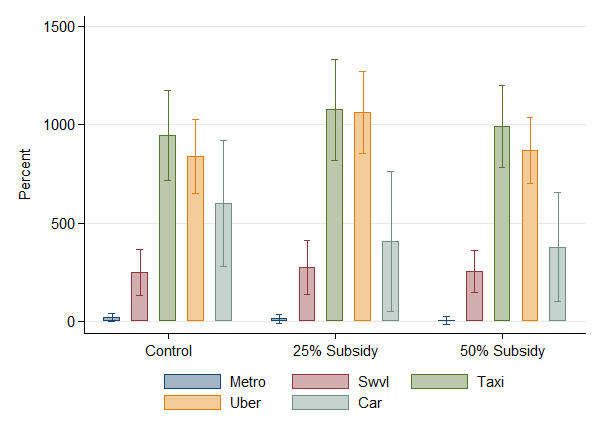 1500
1000
500
0
Percent
Control 25% Subsidy 50% Subsidy
Metro Swvl Taxi
Uber Car